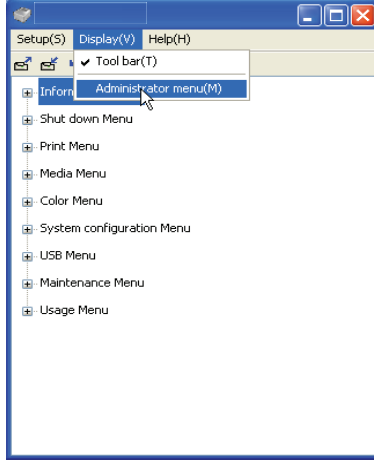 Setup(S) Display(V) Help(H)
Tool bar(T)
Administrator menu(M)
Shut down Menu
Print Menu
Media Menu
Color Menu
System configuration Menu
USB Menu
Maintenance Menu
Usage Menu